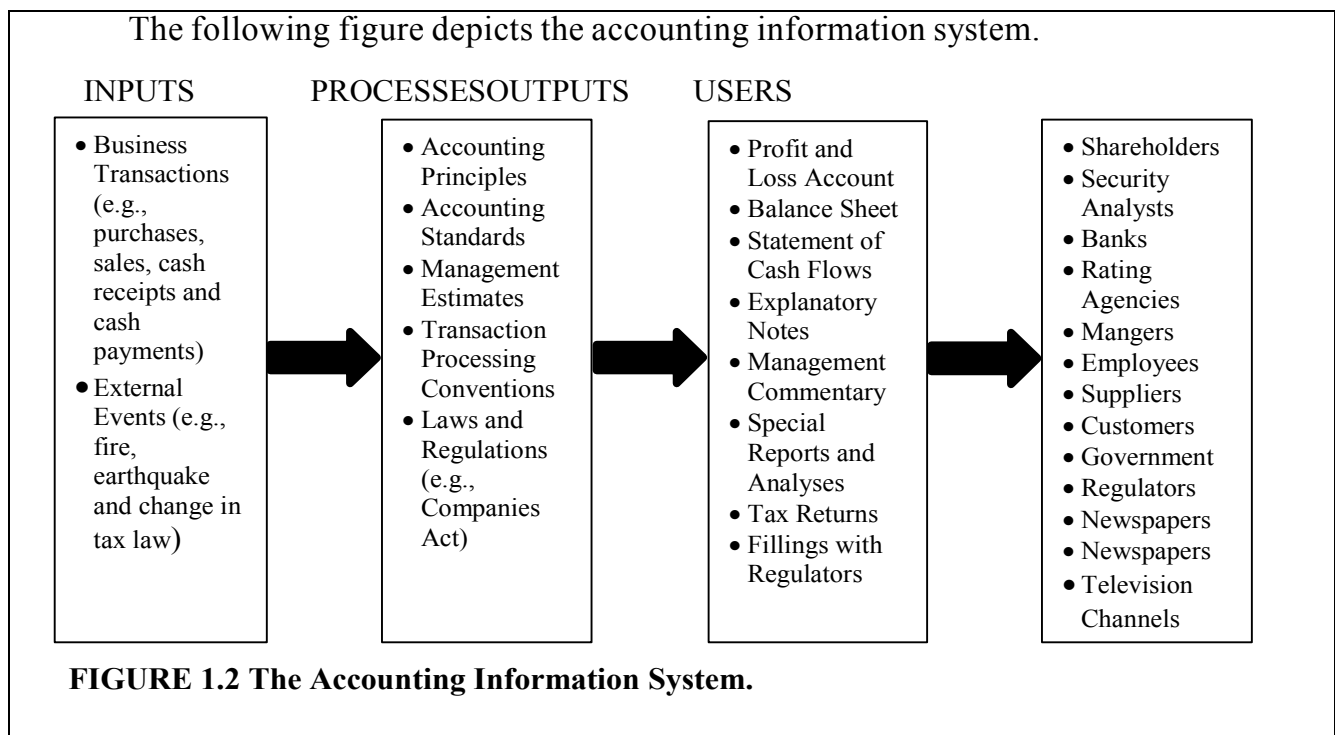 The following figure depicts the accounting information system.
INPUTS PROCESSESOUTPUTS USERS
• Business
Transactions
(e.g.,
purchases,
sales, cash
receipts and
cash
payments)
• External
Events (e.g.,
fire,
earthquake
and change in
tax law)
• Accounting
Principles
• Accounting
Standards
• Management
Estimates
• Transaction
Processing
Conventions
• Laws and
Regulations
(e.g.,
Companies
Act)
• Profit and
Loss Account
• Balance Sheet
• Statement of
Cash Flows
• Explanatory
Notes
• Management
Commentary
• Special
Reports and
Analyses
• Tax Returns
• Fillings with
Regulators
• Shareholders
• Security
Analysts
• Banks
• Rating
Agencies
• Mangers
• Employees
• Suppliers
• Customers
• Government
• Regulators
• Newspapers
• Newspapers
• Television
Channels
FIGURE 1.2 The Accounting Information System.